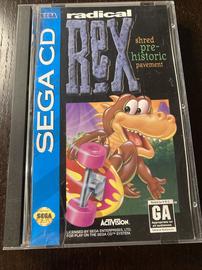 SEGA
radical
REX
shred
pre-
historic
pavement
SEGA CD
ACTIVISION
GA
LICENSED BY SEGA ENTERPRISES, LTD.
FOR PLAY ON THE SEGA CD™ SYSTEM.
SEGA